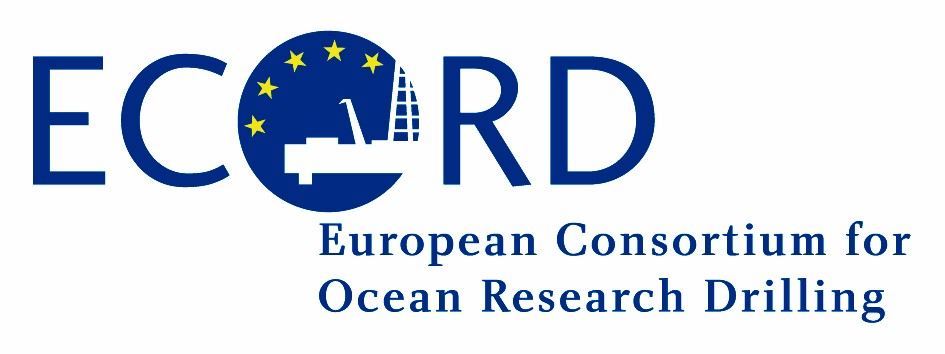 ECORD
European Consortium for
Ocean Research Drilling